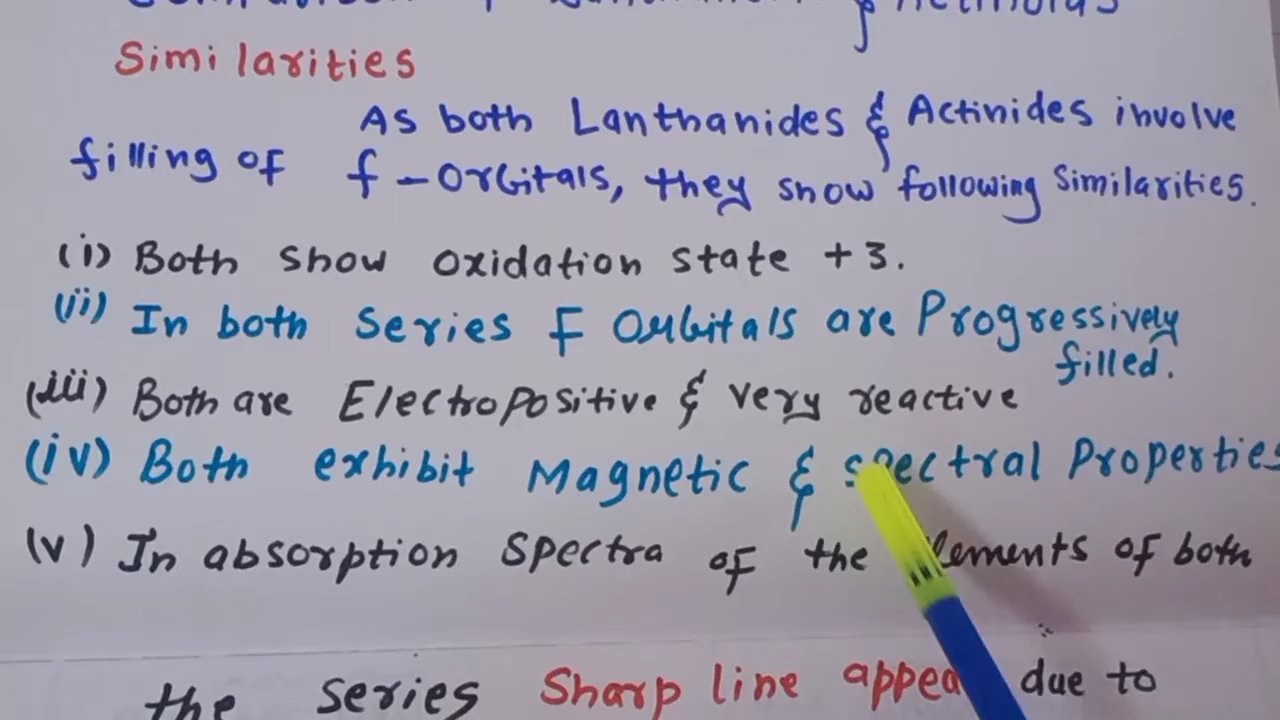 Similarities
As both Lanthanides & Actinides involve
filling of f-Orbitals, they show following Similarities.
(i) Both show oxidation state +3.
(ii) In both Series F Orbitals are Progressively
filled.
(iii) Both are Electropositive & very reactive
(iv) Both exhibit Magnetic & spectral Properties
(v) In absorption spectra of the elements of both
the series Sharp line appea due to